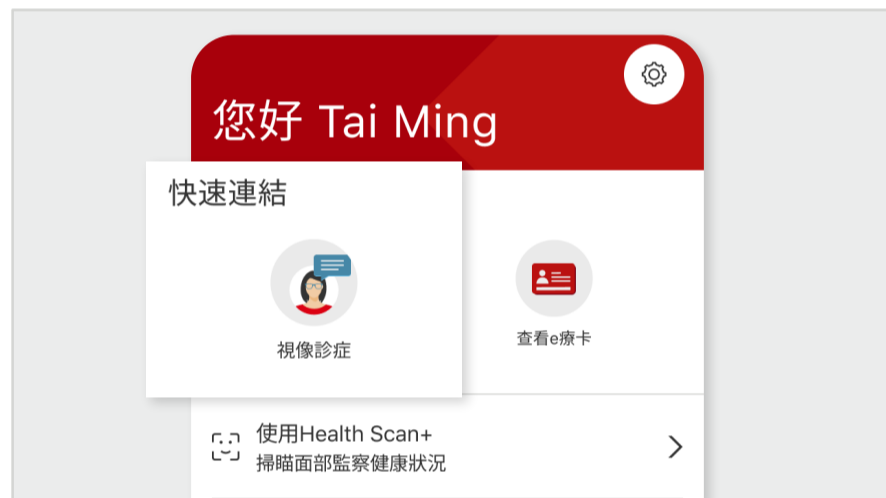 您好 Tai Ming
快速連結
視像診症
查看e療卡
使用Health Scan+
掃瞄面部監察健康狀況